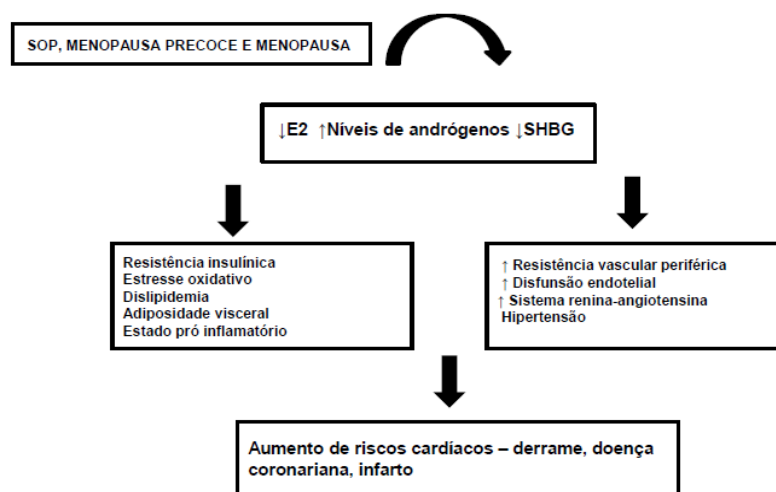 SOP, MENOPAUSA PRECOCE E MENOPAUSA
↓E2 ↑Níveis de andrógenos ↓SHBG
Resistência insulínica
Estresse oxidativo
Dislipidemia
Adiposidade visceral
Estado pró inflamatório
↑ Resistência vascular periférica
↑ Disfunsão endotelial
↑ Sistema renina-angiotensina
Hipertensão
Aumento de riscos cardíacos – derrame, doença
coronariana, infarto